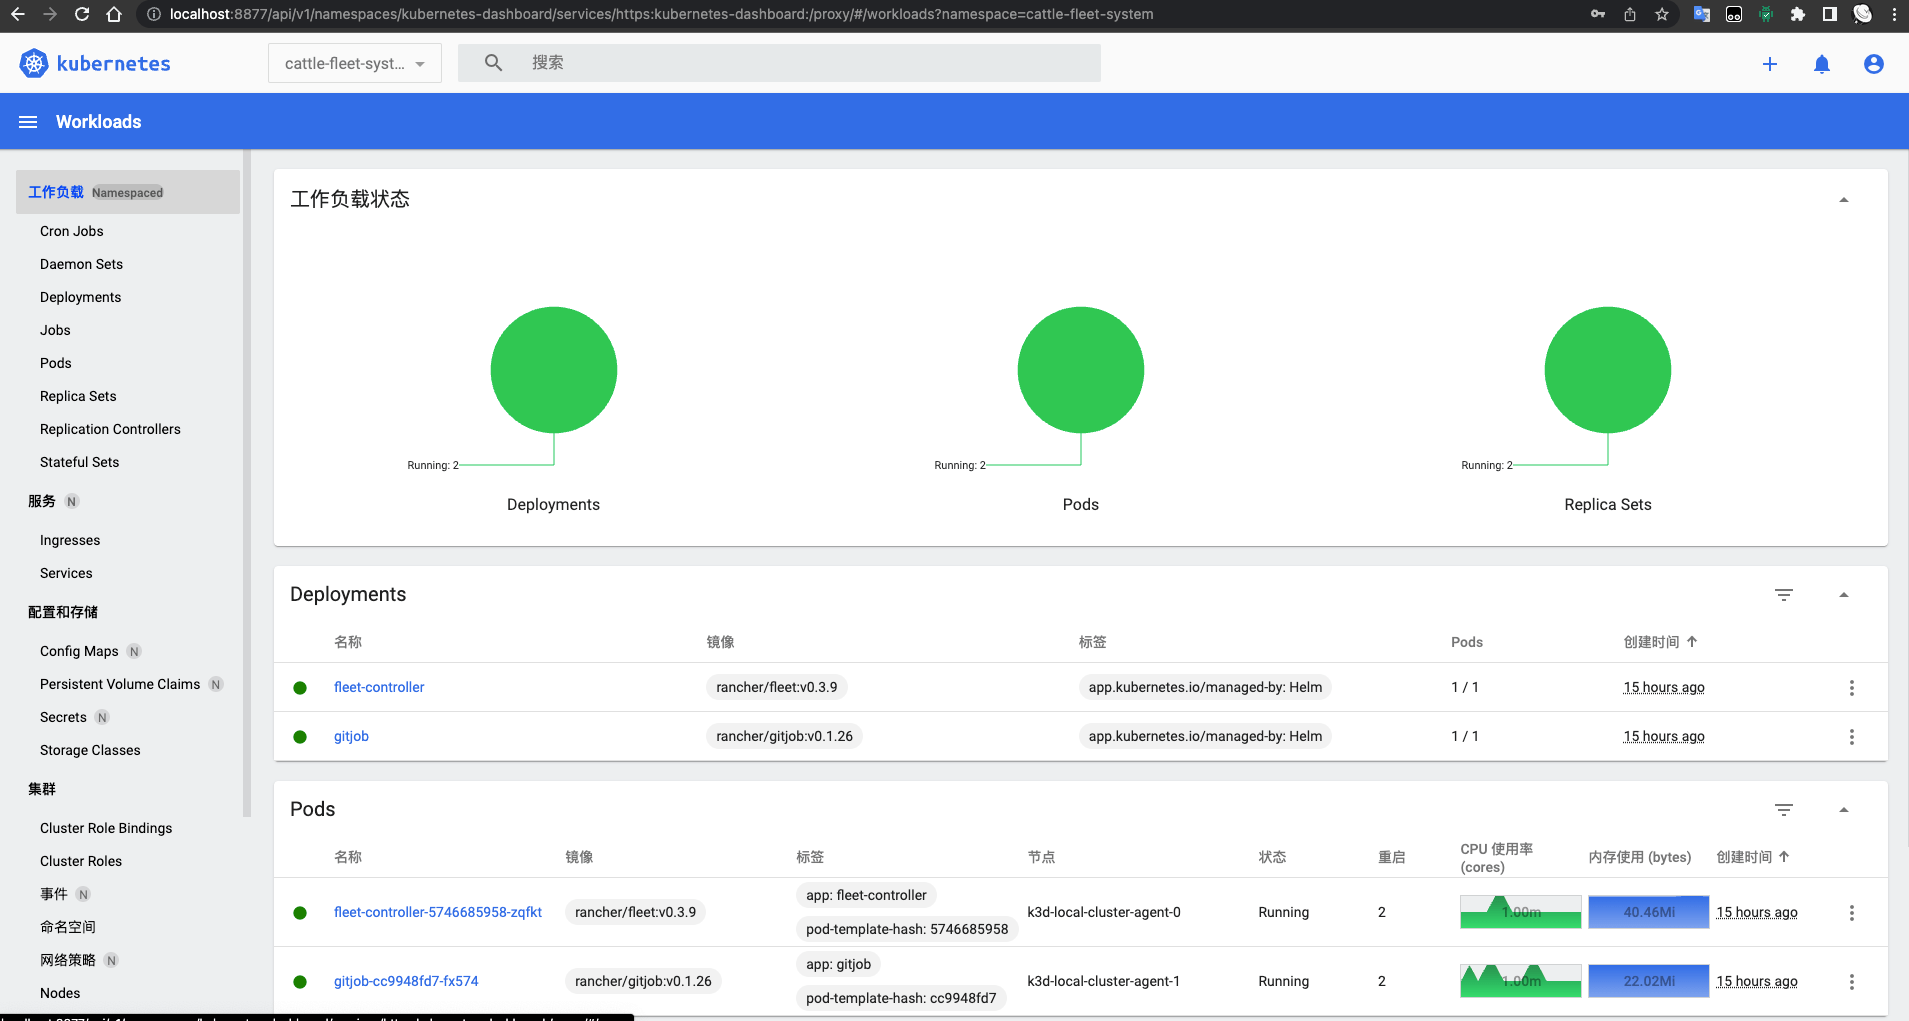 localhost:8877/api/v1/namespaces/kubernetes-dashboard/services/https:kubernetes-dashboard:/proxy/#/workloads?namespace=cattle-fleet-system
kubernetes
cattle-fleet-syst...
搜索
Workloads
工作负载 Namespaced
Cron Jobs
Daemon Sets
Deployments
Jobs
Pods
Replica Sets
Replication Controllers
Stateful Sets
服务 N
Ingresses
Services
配置和存储
Config Maps N
Persistent Volume Claims N
Secrets N
Storage Classes
集群
Cluster Role Bindings
Cluster Roles
事件 N
命名空间
网络策略 N
Nodes
工作负载状态
Running: 2
Deployments
Running: 2
Pods
Running: 2
Replica Sets
Deployments
名称 镜像 标签 Pods 创建时间
fleet-controller rancher/fleet:v0.3.9 app.kubernetes.io/managed-by: Helm 1 / 1 15 hours ago
gitjob rancher/gitjob:v0.1.26 app.kubernetes.io/managed-by: Helm 1 / 1 15 hours ago
Pods
名称 镜像 标签 节点 状态 重启 CPU 使用率 (cores) 内存使用 (bytes) 创建时间
fleet-controller-5746685958-zqfkt rancher/fleet:v0.3.9 app: fleet-controller pod-template-hash: 5746685958 k3d-local-cluster-agent-0 Running 2 1.00m 40.46Mi 15 hours ago
gitjob-cc9948fd7-fx574 rancher/gitjob:v0.1.26 app: gitjob pod-template-hash: cc9948fd7 k3d-local-cluster-agent-1 Running 2 1.00m 22.02Mi 15 hours ago